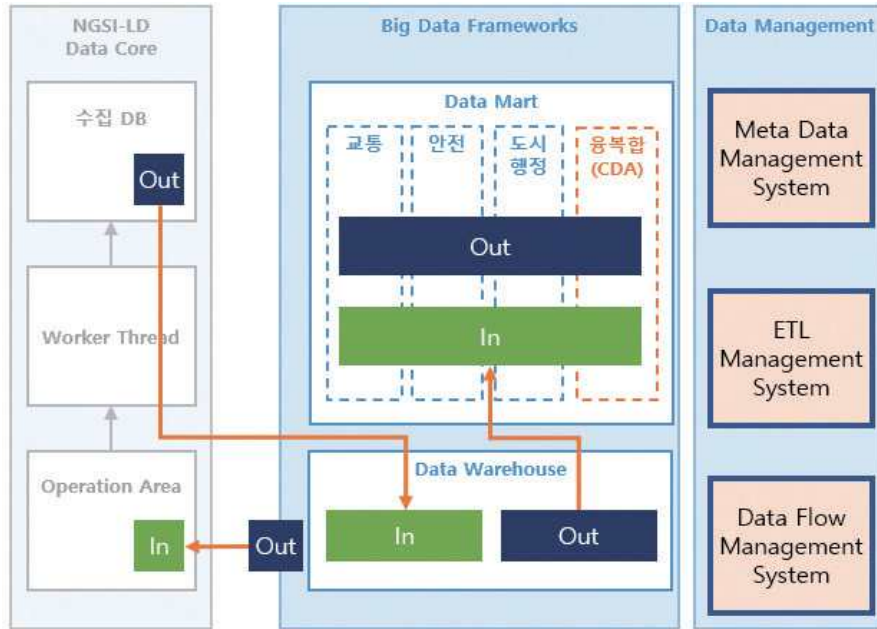 NGSI-LD
Data Core
수집 DB
Out
Worker Thread
Operation Area
In
Out
Big Data Frameworks
Data Mart
교통
안전
도시
행정
융복합
(CDA)
Out
In
Data Warehouse
In
Out
Data Management
Meta Data
Management
System
ETL
Management
System
Data Flow
Management
System